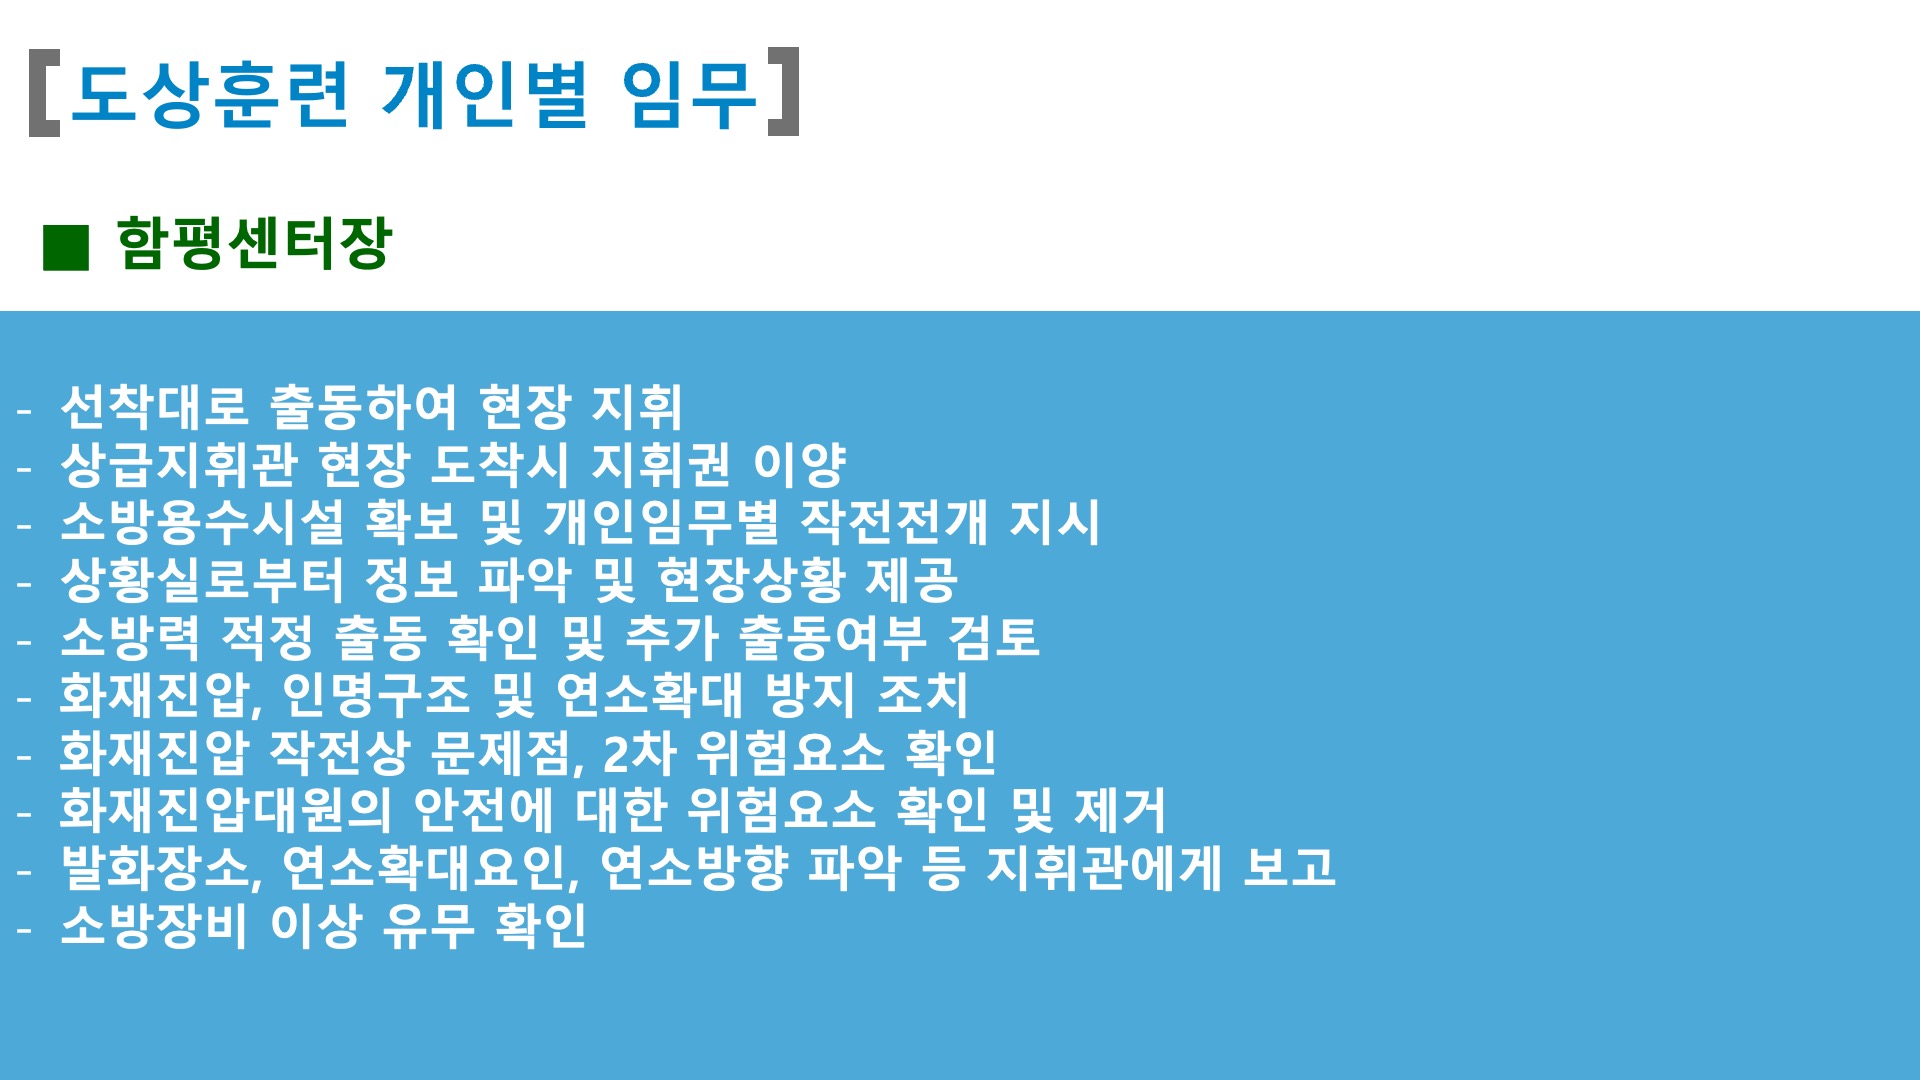 [도상훈련 개인별 임무]
■ 함평센터장
- 선착대로 출동하여 현장 지휘
- 상급지휘관 현장 도착시 지휘권 이양
- 소방용수시설 확보 및 개인임무별 작전전개 지시
- 상황실로부터 정보 파악 및 현장상황 제공
- 소방력 적정 출동 확인 및 추가 출동여부 검토
- 화재진압, 인명구조 및 연소확대 방지 조치
- 화재진압 작전상 문제점, 2차 위험요소 확인
- 화재진압대원의 안전에 대한 위험요소 확인 및 제거
- 발화장소, 연소확대요인, 연소방향 파악 등 지휘관에게 보고
- 소방장비 이상 유무 확인